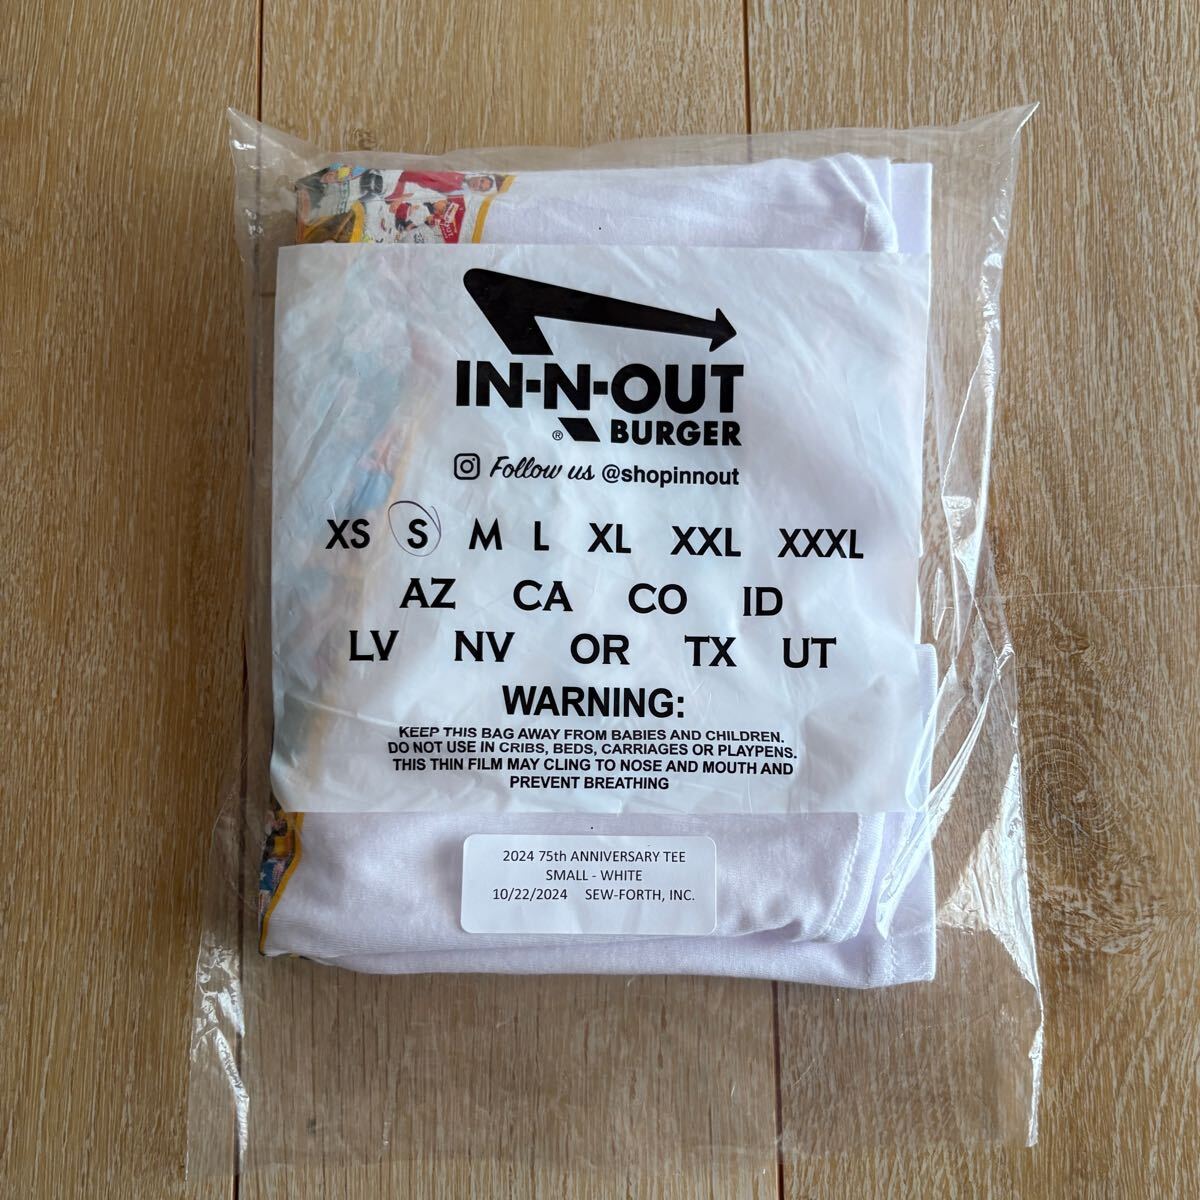 IN-N-OUT
® BURGER
Follow us @shopinnout
XS S M L XL XXL XXXL
AZ CA CO ID
LV NV OR TX UT
WARNING:
KEEP THIS BAG AWAY FROM BABIES AND CHILDREN.
DO NOT USE IN CRIBS, BEDS, CARRIAGES OR PLAYPENS.
THIS THIN FILM MAY CLING TO NOSE AND MOUTH AND
PREVENT BREATHING
2024 75th ANNIVERSARY TEE
SMALL - WHITE
10/22/2024 SEW-FORTH, INC.